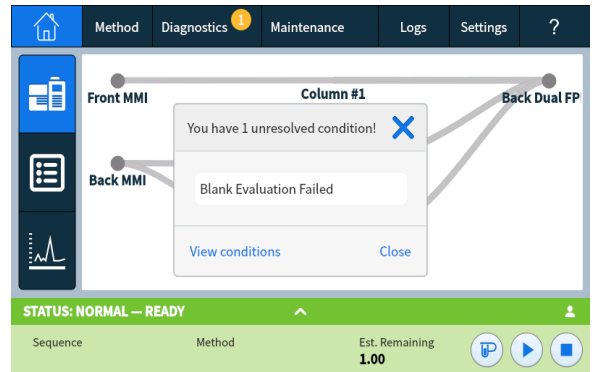 Method
Diagnostics
1
Maintenance
Logs
Settings
?
Front MMI
Column #1
Back Dual FP
You have 1 unresolved condition!
Back MMI
Blank Evaluation Failed
View conditions
Close
STATUS: NORMAL — READY
Sequence
Method
Est. Remaining
1.00